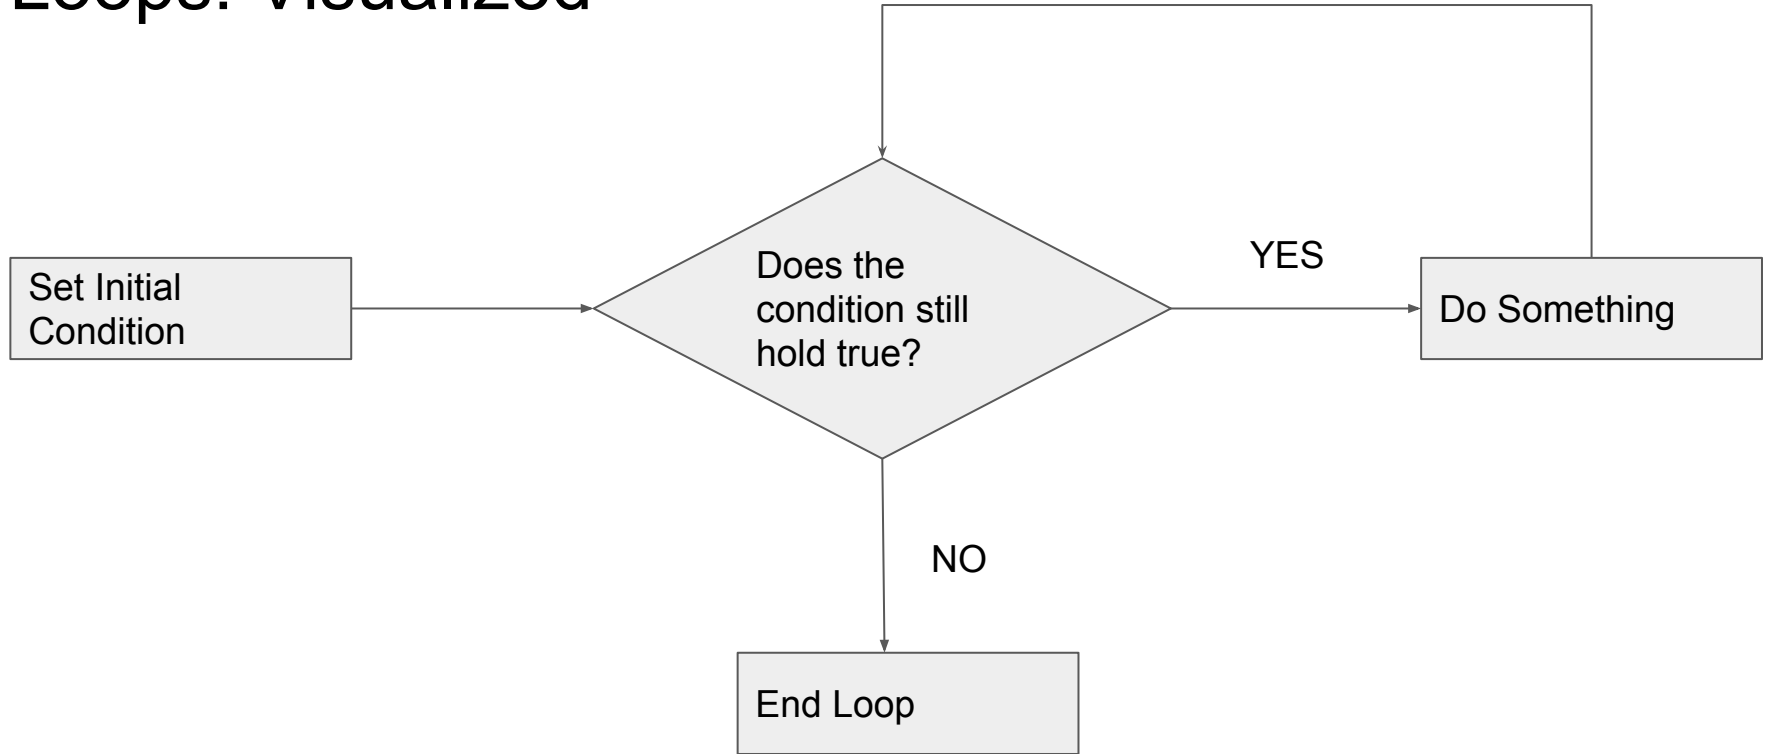 Loops: Visualized
Set Initial
Condition
Does the
condition still
hold true?
YES
Do Something
NO
End Loop